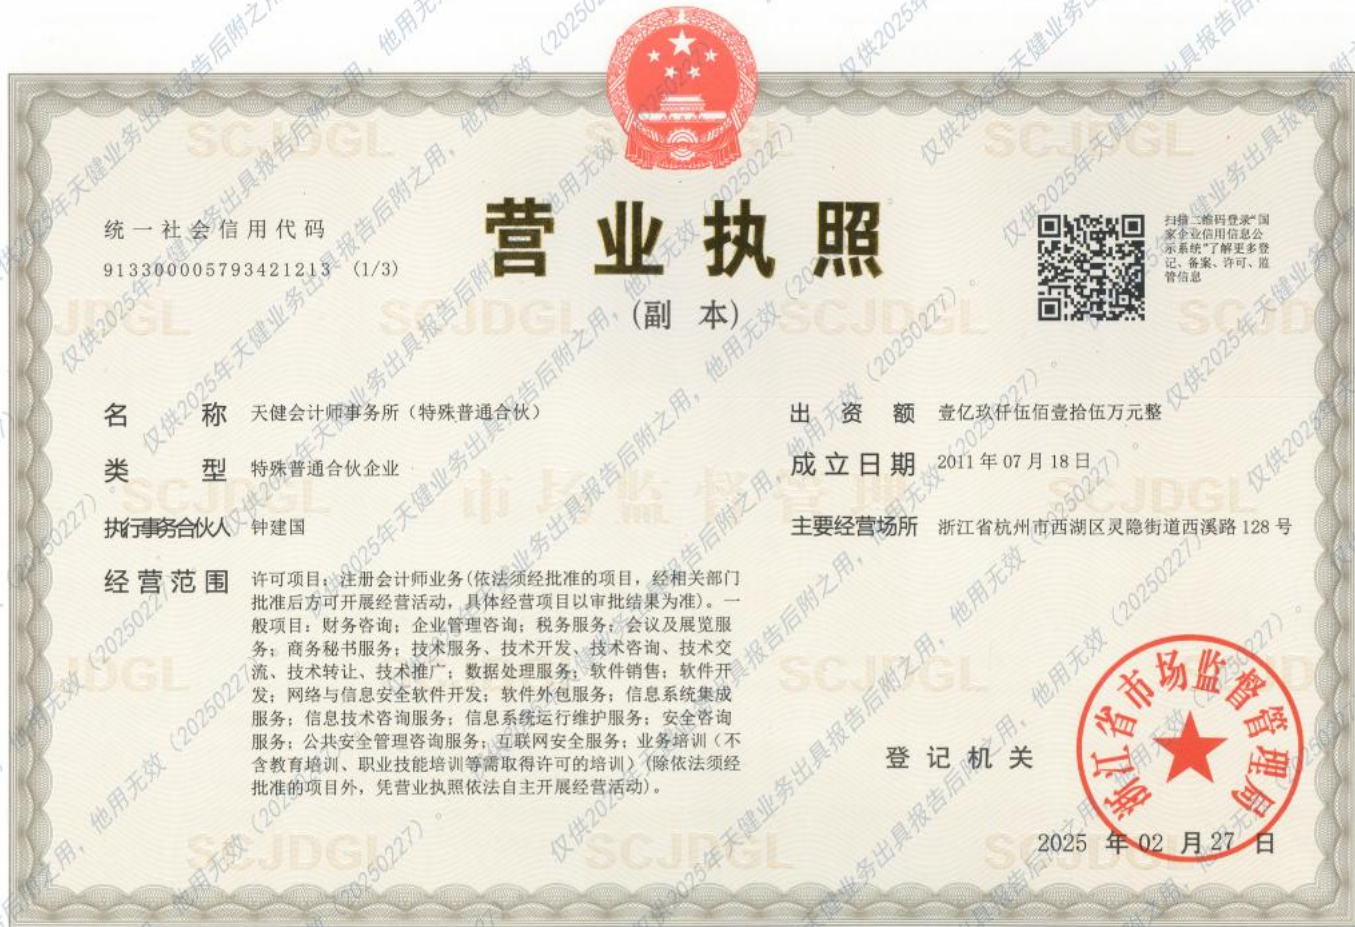 统一社会信用代码
913300005793421213 (1/3)
营业执照
(副 本)
扫描二维码登录“国
家企业信用信息公
示系统”了解更多登
记、备案、许可、监
管信息
名 称 天健会计师事务所（特殊普通合伙）
类 型 特殊普通合伙企业
执行事务合伙人 钟建国
经营范围 许可项目：注册会计师业务(依法须经批准的项目，经相关部门
批准后方可开展经营活动，具体经营项目以审批结果为准)。一
般项目：财务咨询；企业管理咨询；税务服务；会议及展览服
务；商务秘书服务；技术服务、技术开发、技术咨询、技术交
流、技术转让、技术推广；数据处理服务；软件销售；软件开
发；网络与信息安全软件开发；软件外包服务；信息系统集成
服务；信息技术咨询服务；信息系统运行维护服务；安全咨询
服务；公共安全管理咨询服务；互联网安全服务；业务培训（不
含教育培训、职业技能培训等需取得许可的培训）(除依法须经
批准的项目外，凭营业执照依法自主开展经营活动)。
出 资 额 壹亿玖仟伍佰壹拾伍万元整
成立日期 2011年07月18日
主要经营场所 浙江省杭州市西湖区灵隐街道西溪路128号
登记机关
浙江省市场监督管理局
2025 年 02 月 27 日
SCJDGL
市场监督管理
仅供2025年天健业务出具报告后附之用，他用无效（20250227）。